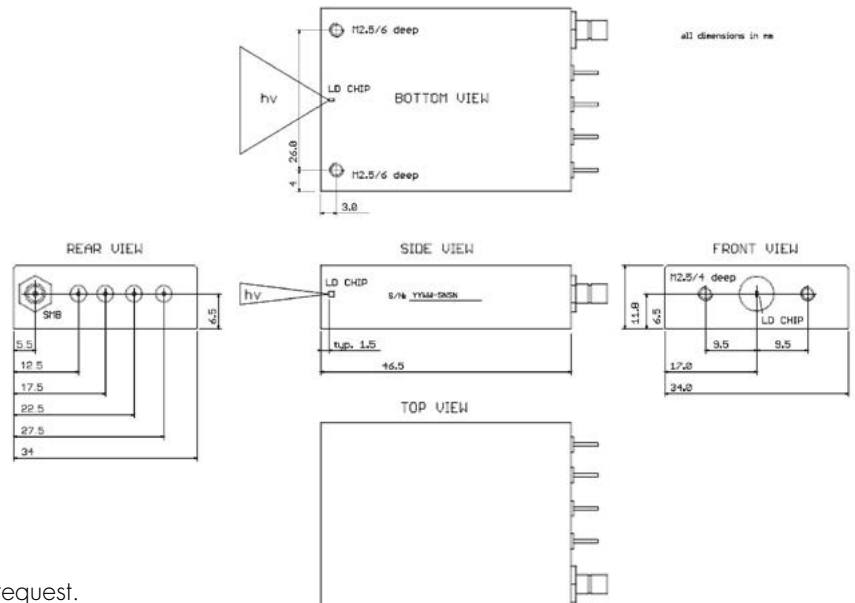 M2.5/6 deep
all dimensions in mm
LD CHIP
hv
BOTTOM VIEW
26.0
M2.5/6 deep
4
3.0
REAR VIEW
SIDE VIEW
FRONT VIEW
SMB
6.5
5.5
12.5
17.5
22.5
27.5
34
hv
LD CHIP
S/N: YYWW-SNSN
typ. 1.5
46.5
M2.5/4 deep
11.8
6.5
LD CHIP
9.5
9.5
17.0
34.0
TOP VIEW
request.